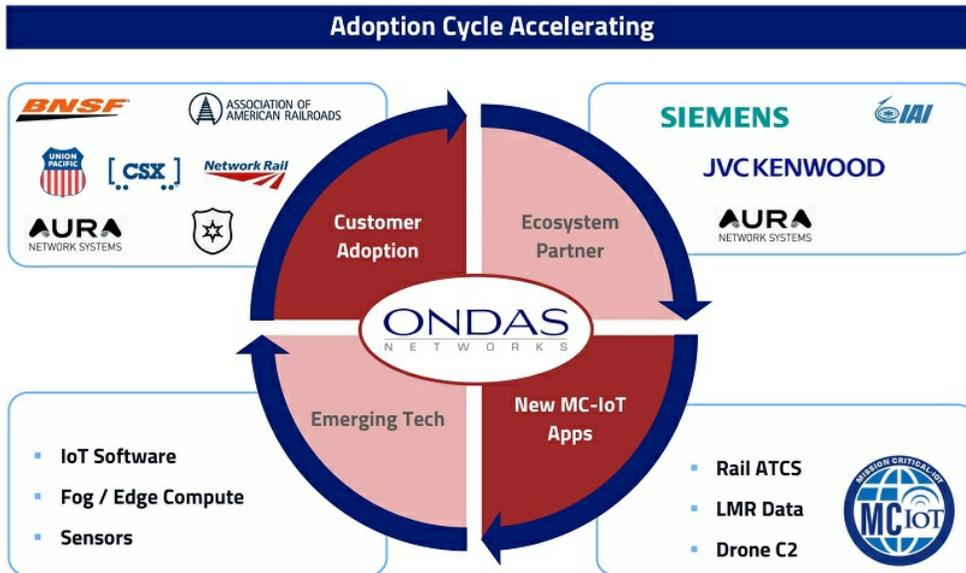 Adoption Cycle Accelerating
BNSF
ASSOCIATION OF
AMERICAN RAILROADS
UNION
PACIFIC
CSX
Network Rail
AURA
NETWORK SYSTEMS
SIEMENS
IAI
JVCKENWOOD
AURA
NETWORK SYSTEMS
Customer
Adoption
Ecosystem
Partner
ONDAS
NETWORKS
Emerging Tech
New MC-IoT
Apps
IoT Software
Fog / Edge Compute
Sensors
Rail ATCS
LMR Data
Drone C2
MISSION CRITICAL-IOT
MCIOT